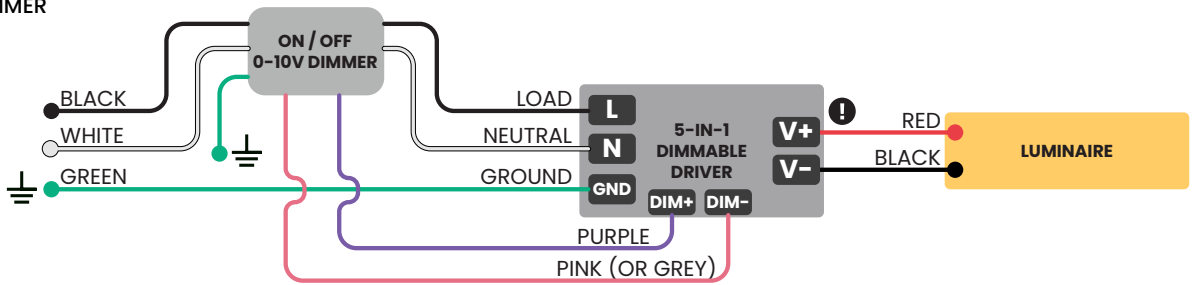 ON / OFF
0-10V DIMMER
BLACK
WHITE
GREEN
LOAD
NEUTRAL
GROUND
L
N
GND
5-IN-1
DIMMABLE
DRIVER
V+
V-
DIM+
DIM-
!
RED
BLACK
LUMINAIRE
PURPLE
PINK (OR GREY)